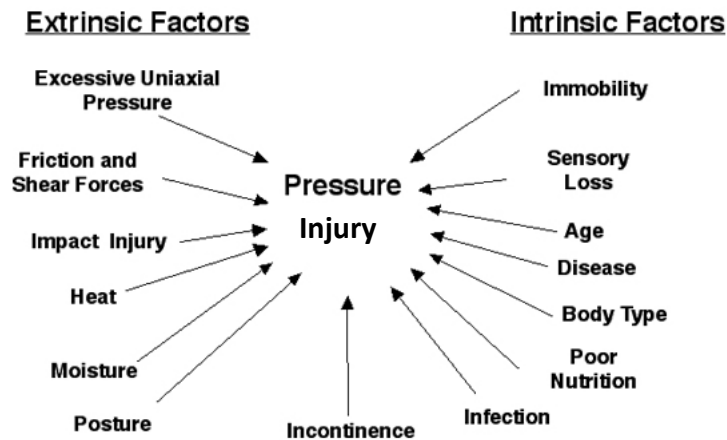 Extrinsic Factors
Intrinsic Factors
Excessive Uniaxial
Pressure
Friction and
Shear Forces
Impact Injury
Heat
Moisture
Posture
Pressure
Injury
Incontinence
Immobility
Sensory
Loss
Age
Disease
Body Type
Poor
Nutrition
Infection